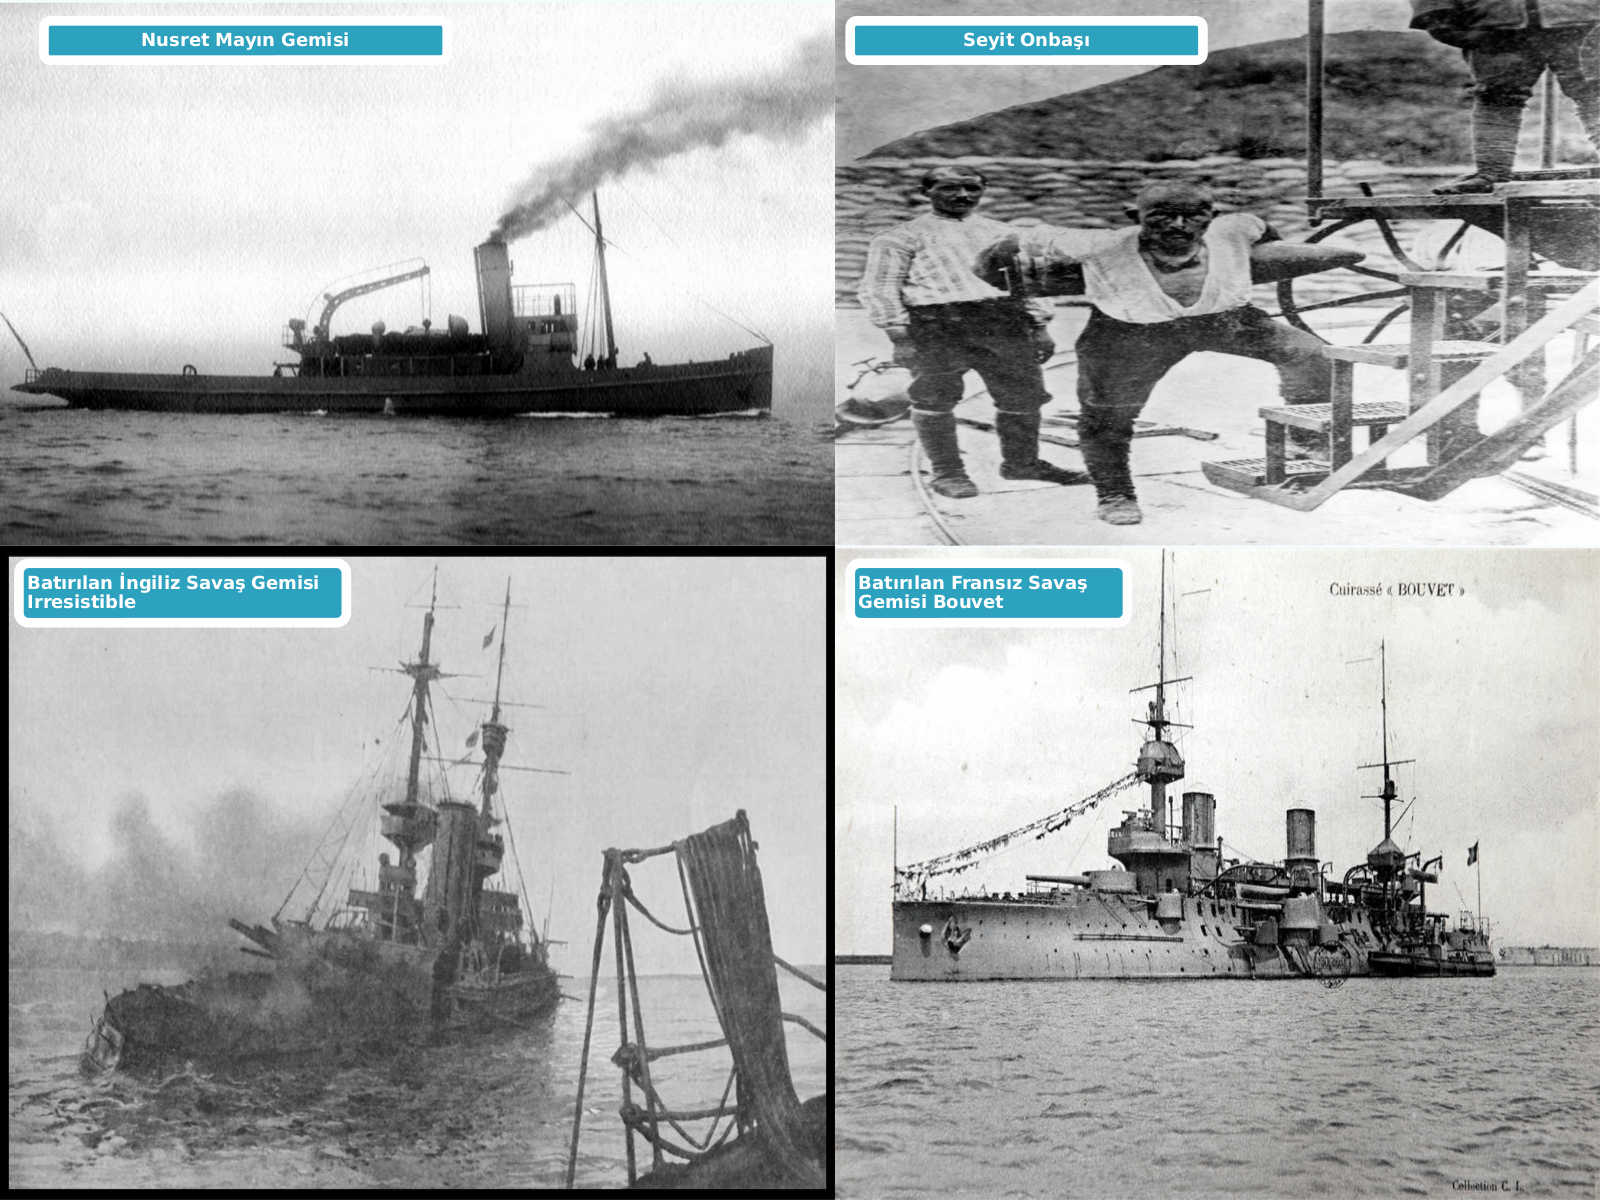 Nusret Mayın Gemisi
Seyit Onbaşı
Batırılan İngiliz Savaş Gemisi
Irresistible
Batırılan Fransız Savaş
Gemisi Bouvet
Cuirassé « BOUVET »
Collection C. L.